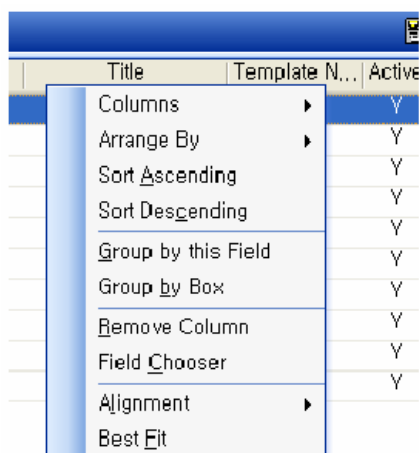 Title Template N... Active
Columns Y
Arrange By Y
Sort Ascending Y
Sort Descending Y
Y
Group by this Field Y
Group by Box Y
Remove Column Y
Field Chooser Y
Alignment Y
Best Fit